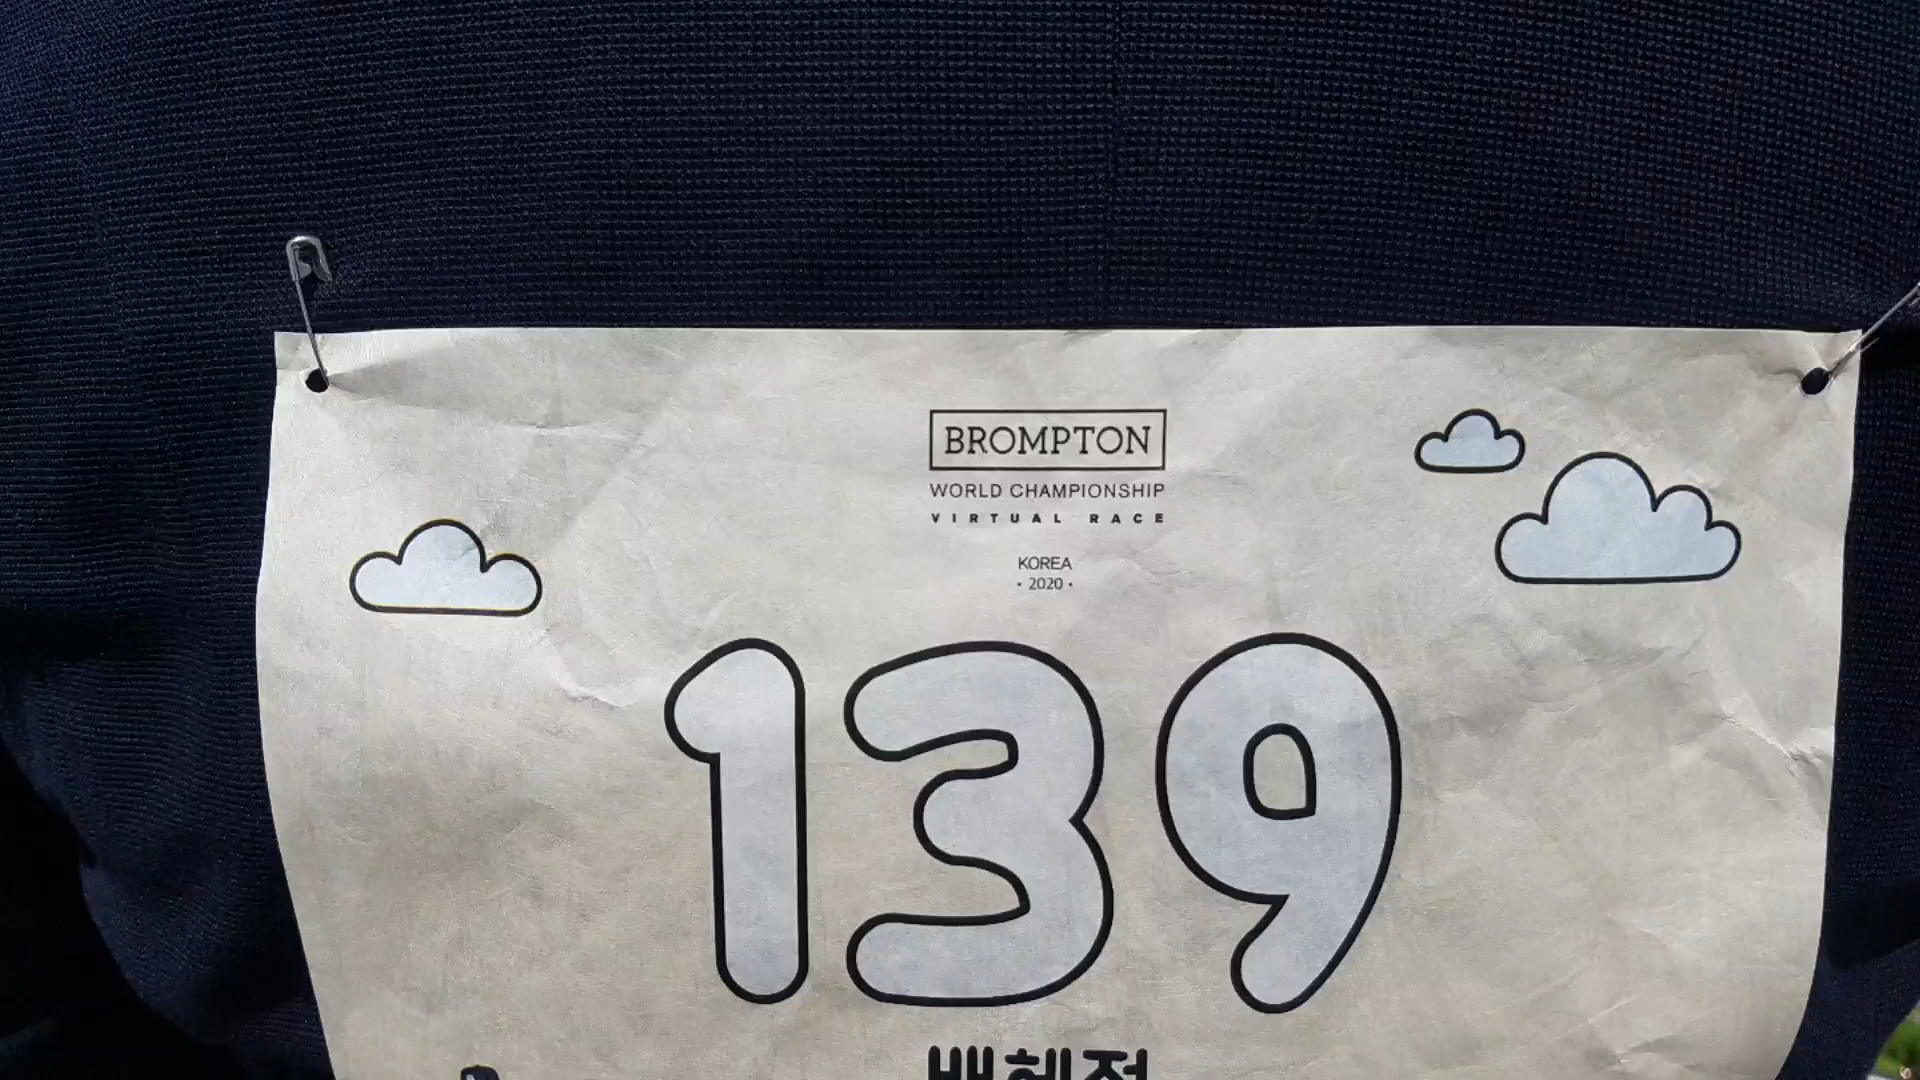 BROMPTON
WORLD CHAMPIONSHIP
VIRTUAL RACE
KOREA
• 2020 •
139